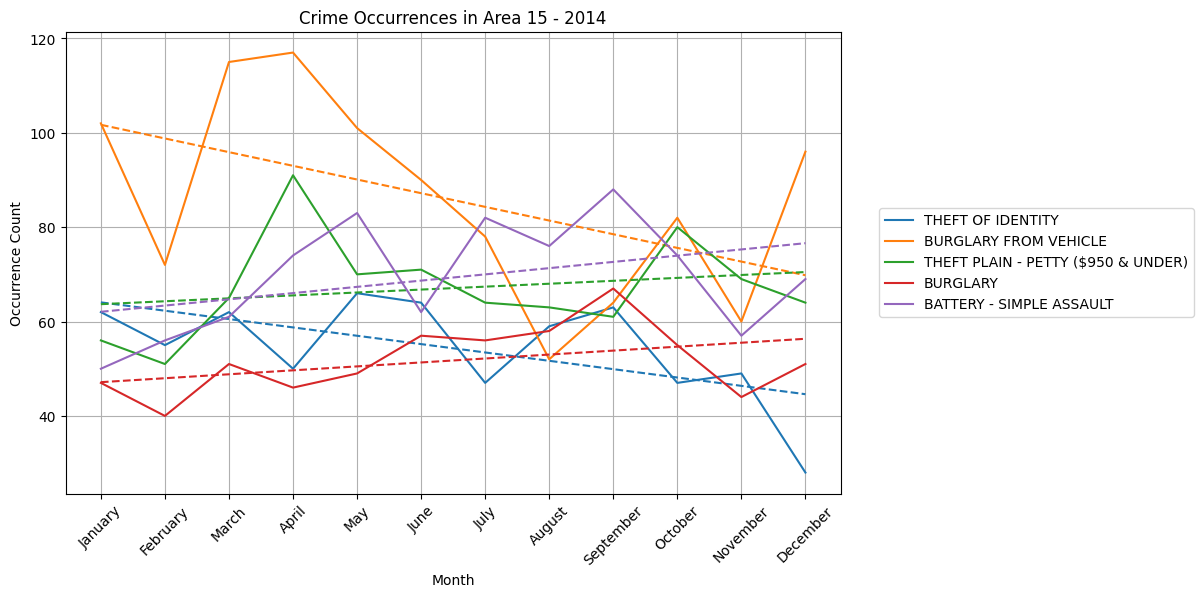 Crime Occurrences in Area 15 - 2014
Occurrence Count
120
100
80
60
40
January
February
March
April
May
June
July
August
September
October
November
December
Month
THEFT OF IDENTITY
BURGLARY FROM VEHICLE
THEFT PLAIN - PETTY ($950 & UNDER)
BURGLARY
BATTERY - SIMPLE ASSAULT